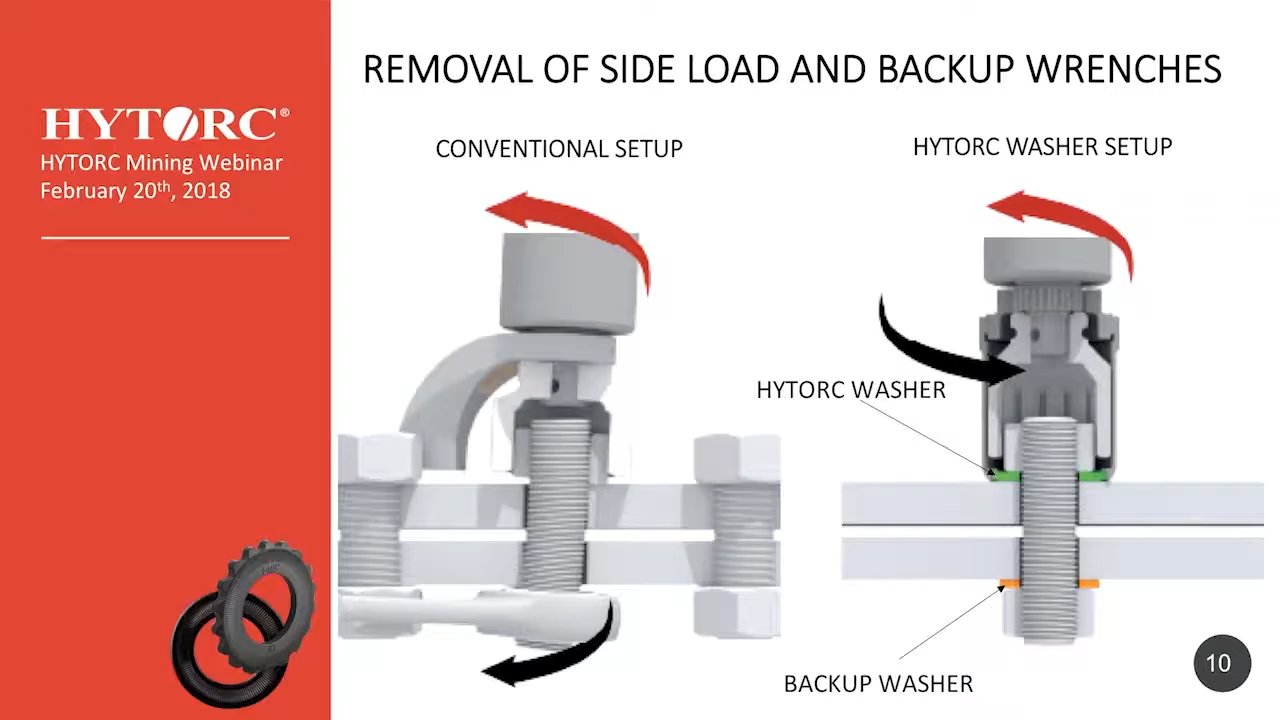 REMOVAL OF SIDE LOAD AND BACKUP WRENCHES
HYTORC®
HYTORC Mining Webinar
February 20th, 2018
CONVENTIONAL SETUP
HYTORC WASHER SETUP
HYTORC WASHER
BACKUP WASHER
10